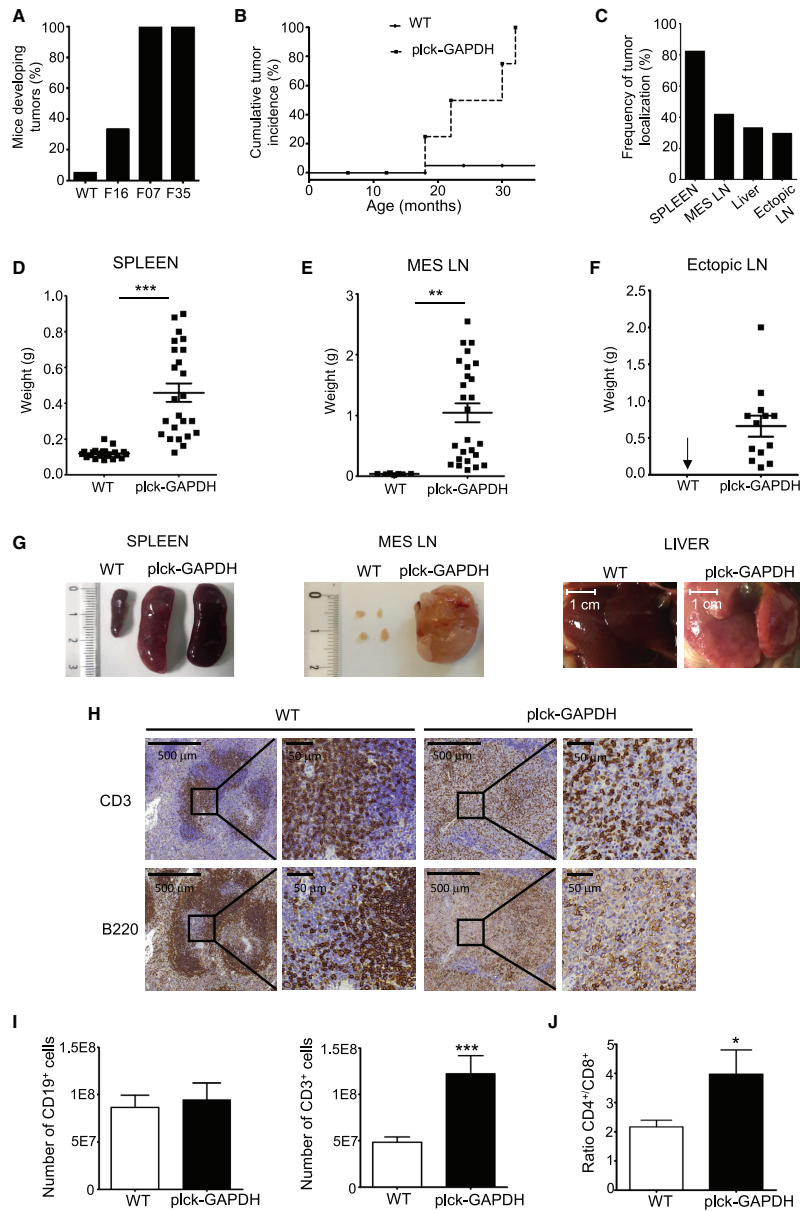 A
Mice developing
tumors (%)
100
80
60
40
20
0
WT F16 F07 F35
B
Cumulative tumor
incidence (%)
100
80
60
40
20
0
WT
plck-GAPDH
0 10 20 30
Age (months)
C
Frequency of tumor
localization (%)
100
80
60
40
20
0
SPLEEN
MES LN
Liver
Ectopic
LN
D
SPLEEN
***
Weight (g)
1.0
0.8
0.6
0.4
0.2
0.0
WT plck-GAPDH
E
MES LN
**
Weight (g)
3
2
1
0
WT plck-GAPDH
F
Ectopic LN
Weight (g)
2.5
2.0
1.5
1.0
0.5
0.0
WT plck-GAPDH
G
SPLEEN
WT plck-GAPDH
0
1
2
3
MES LN
WT plck-GAPDH
0
1
2
LIVER
WT plck-GAPDH
1 cm
1 cm
H
WT plck-GAPDH
CD3
500 µm 50 µm 500 µm 50 µm
B220
500 µm 50 µm 500 µm 50 µm
I
Number of CD19⁺ cells
1.5E8
1E8
5E7
0
WT plck-GAPDH
Number of CD3⁺ cells
1.5E8
1E8
5E7
0
***
WT plck-GAPDH
J
Ratio CD4⁺/CD8⁺
5
4
3
2
1
0
*
WT plck-GAPDH